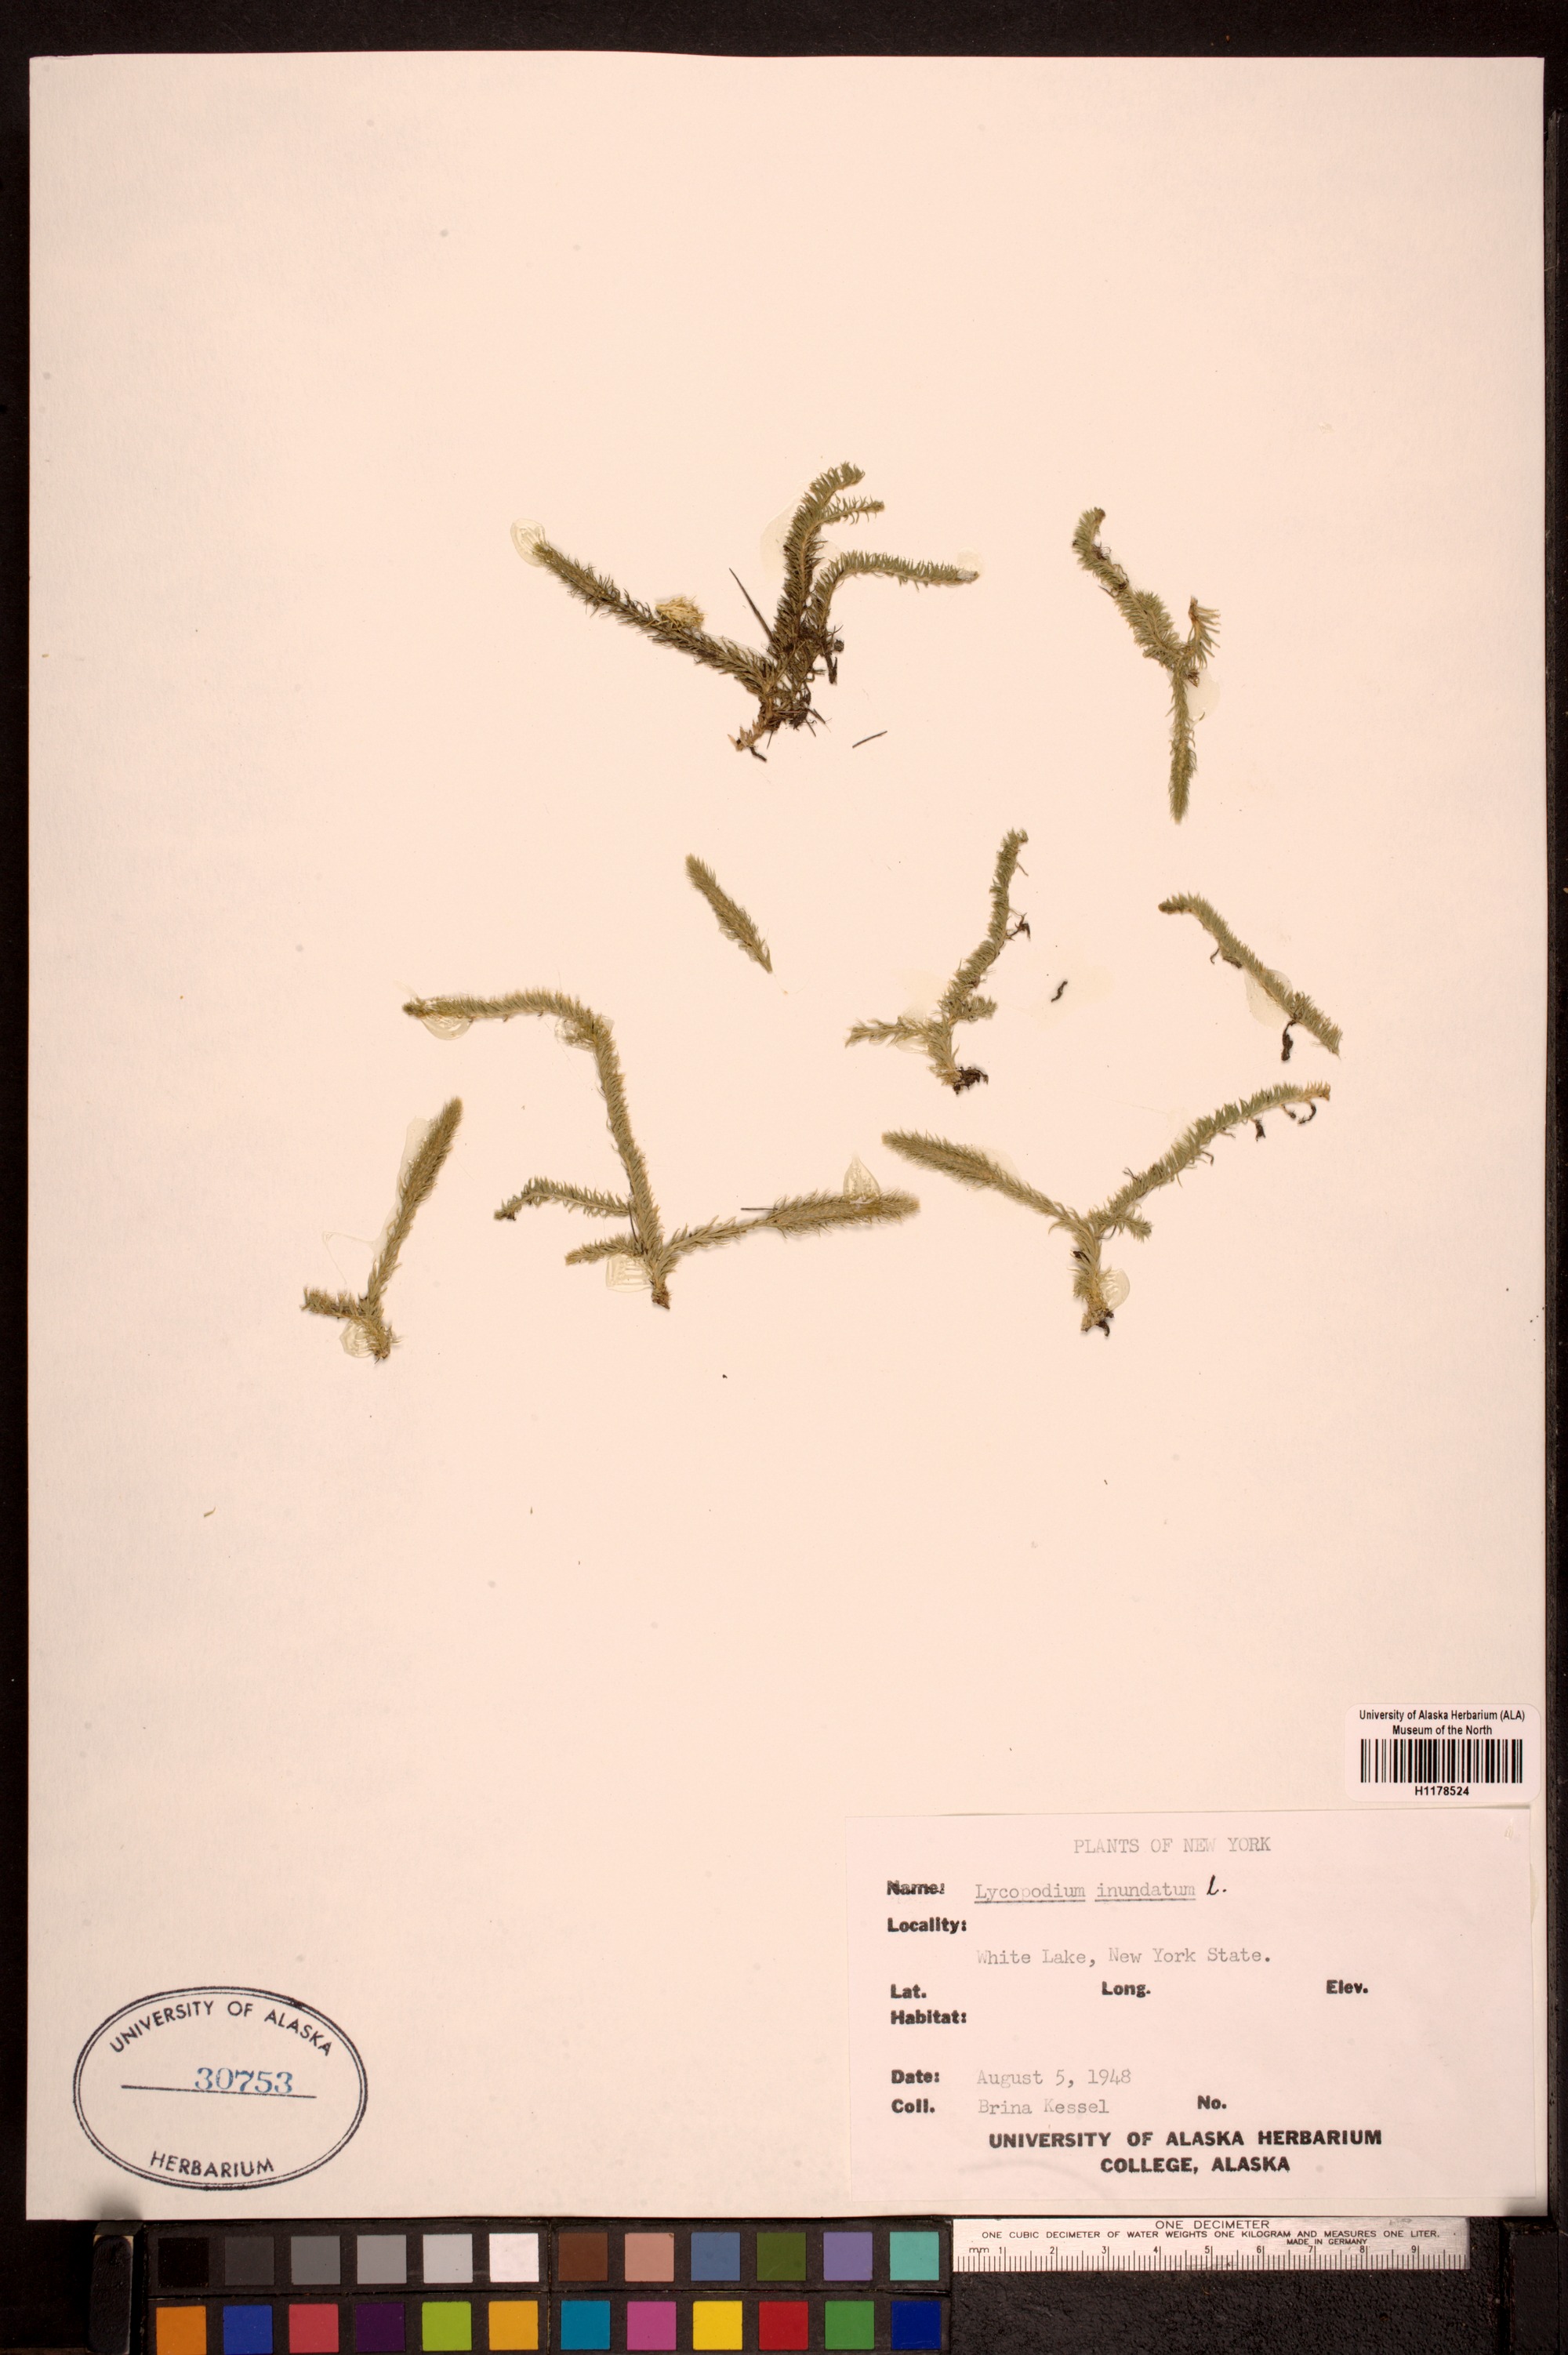 University of Alaska Herbarium (ALA)
Museum of the North
H1178524
PLANTS OF NEW YORK
Name: Lycopodium inundatum L.
Locality:
White Lake, New York State.
Lat. Long. Elev.
Habitat:
Date: August 5, 1948
Coll. Brina Kessel No.
UNIVERSITY OF ALASKA HERBARIUM
COLLEGE, ALASKA
UNIVERSITY OF ALASKA
30753
HERBARIUM
ONE DECIMETER
ONE CUBIC DECIMETER OF WATER WEIGHTS ONE KILOGRAM AND MEASURES ONE LITER.
MADE IN GERMANY
mm 1 2 3 4 5 6 7 8 9